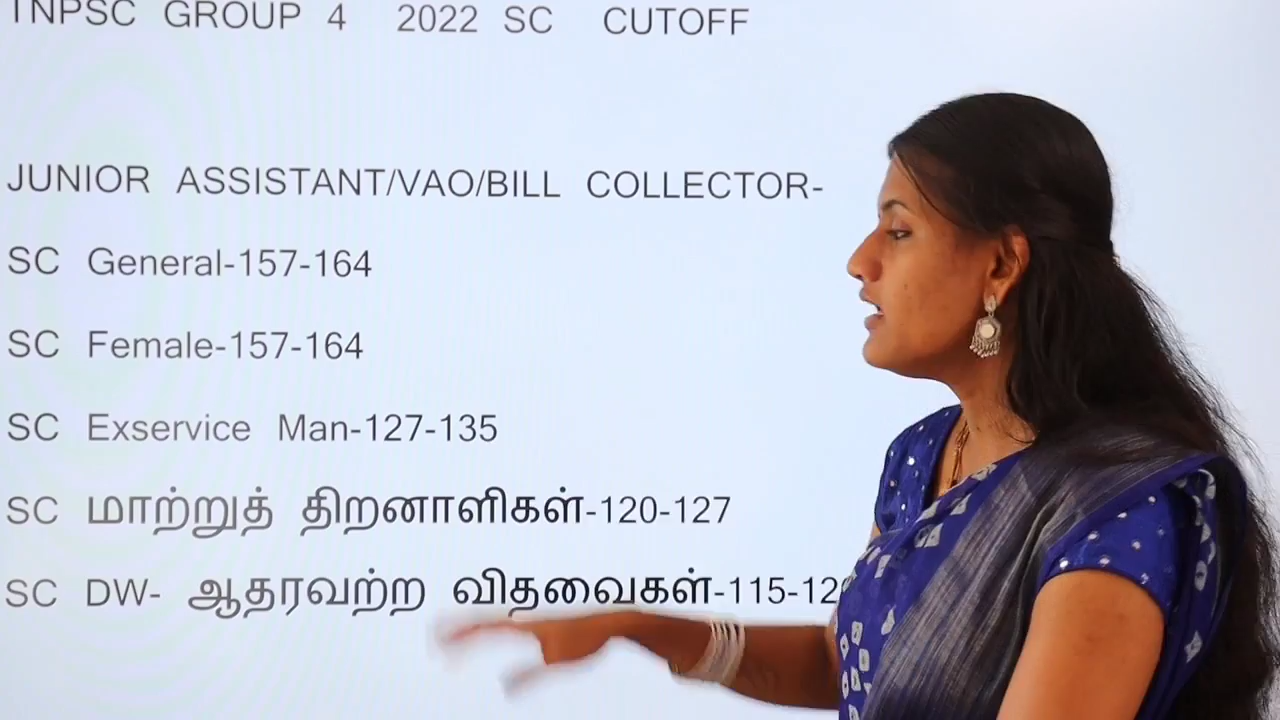 TNPSC GROUP 4 2022 SC CUTOFF
JUNIOR ASSISTANT/VAO/BILL COLLECTOR-
SC General-157-164
SC Female-157-164
SC Exservice Man-127-135
SC மாற்றுத் திறனாளிகள்-120-127
SC DW- ஆதரவற்ற விதவைகள்-115-